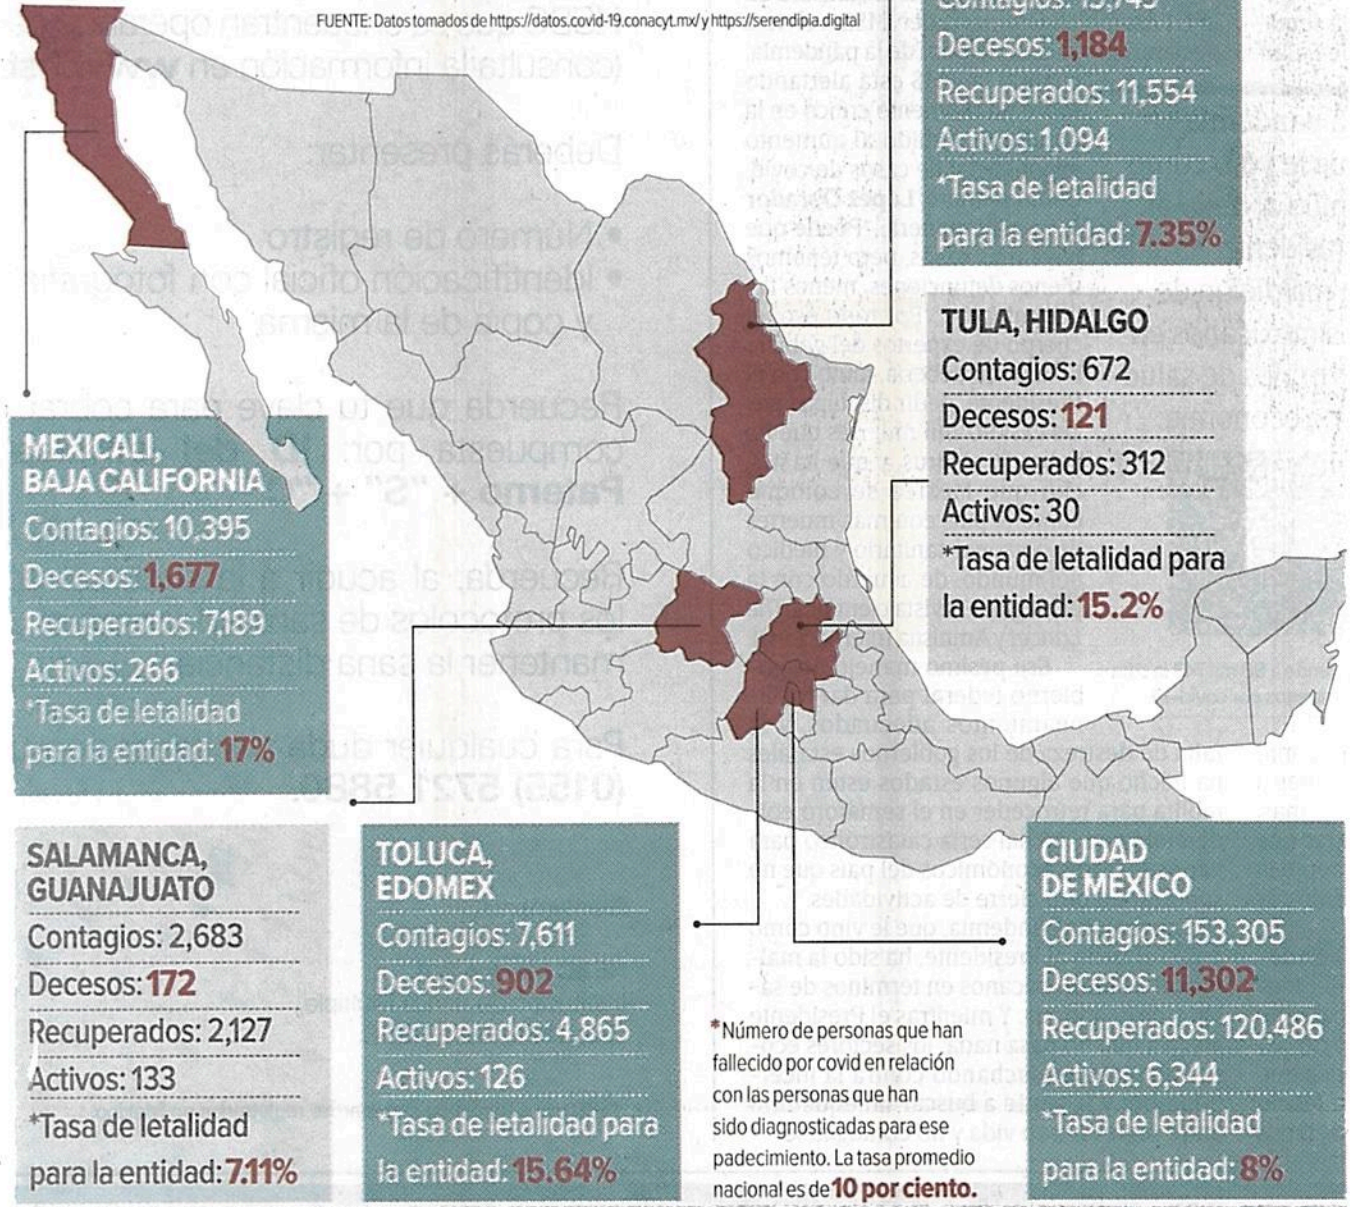 FUENTE: Datos tomados de https://datos.covid-19.conacyt.mx/ y https://serendipia.digital
Decesos: 1,184
Recuperados: 11,554
Activos: 1.094
*Tasa de letalidad
para la entidad: 7.35%
TULA, HIDALGO
Contagios: 672
Decesos: 121
Recuperados: 312
Activos: 30
*Tasa de letalidad para
la entidad: 15.2%
MEXICALI,
BAJA CALIFORNIA
Contagios: 10,395
Decesos: 1,677
Recuperados: 7,189
Activos: 266
*Tasa de letalidad
para la entidad: 17%
SALAMANCA,
GUANAJUATO
Contagios: 2,683
Decesos: 172
Recuperados: 2,127
Activos: 133
*Tasa de letalidad
para la entidad: 7.11%
TOLUCA,
EDOMEX
Contagios: 7,611
Decesos: 902
Recuperados: 4,865
Activos: 126
*Tasa de letalidad para
la entidad: 15.64%
*Número de personas que han
fallecido por covid en relación
con las personas que han
sido diagnosticadas para ese
padecimiento. La tasa promedio
nacional es de 10 por ciento.
CIUDAD
DE MÉXICO
Contagios: 153,305
Decesos: 11,302
Recuperados: 120,486
Activos: 6,344
*Tasa de letalidad
para la entidad: 8%